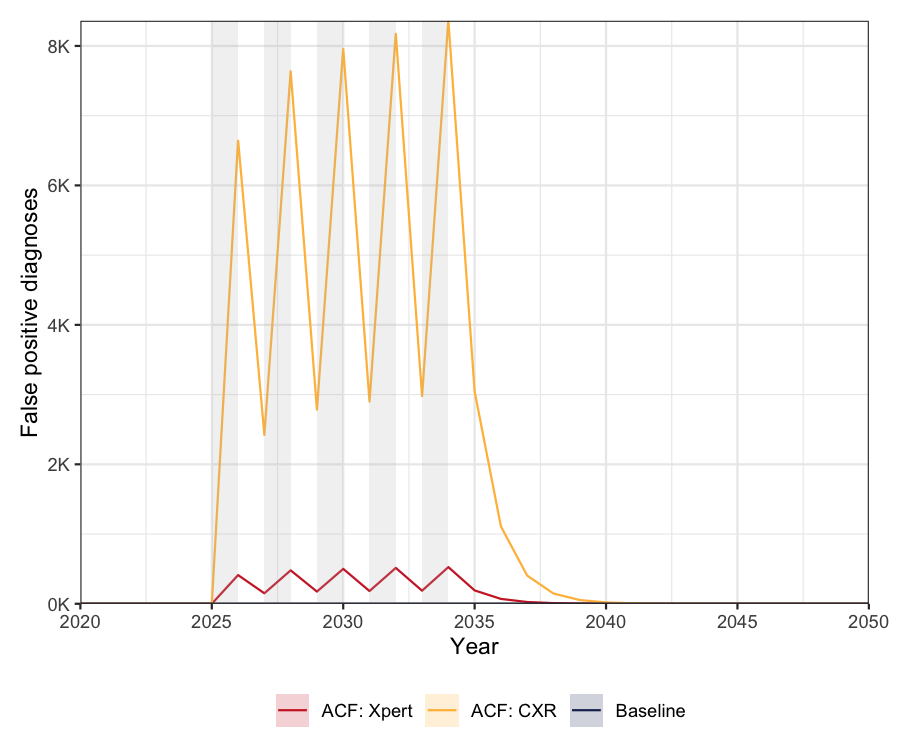 False positive diagnoses
8K
6K
4K
2K
0K
2020 2025 2030 2035 2040 2045 2050
Year
ACF: Xpert ACF: CXR Baseline